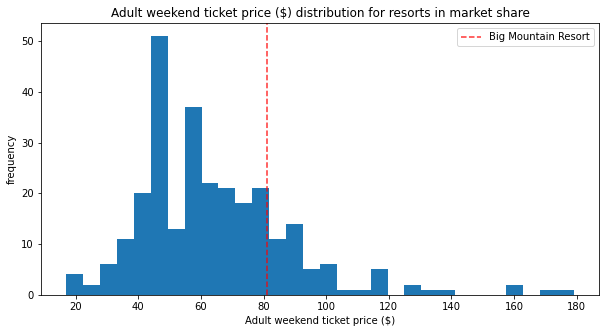 Adult weekend ticket price ($) distribution for resorts in market share
Big Mountain Resort
frequency
50
40
30
20
10
0
20 40 60 80 100 120 140 160 180
Adult weekend ticket price ($)